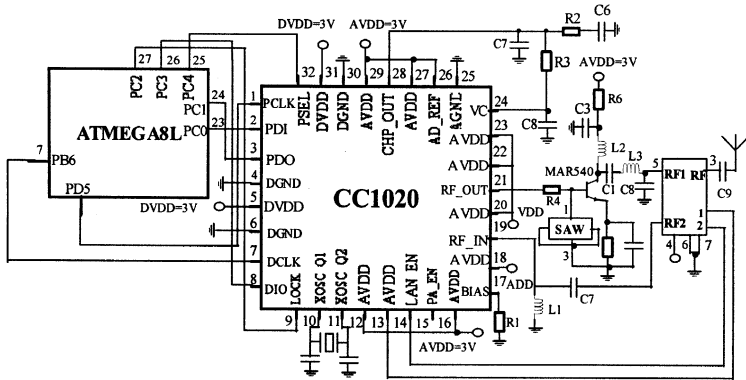 DVDD=3V
AVDD=3V
C6
R2
C7
27 26 25
PC2 PC3 PC4
32 31 30 29 28 27 26 25
PSEL DVDD DGND AVDD CHP_OUT AVDD AD_REF AGND
R3
AVDD=3V
PC1 24
PC0 23
ATMEGA8L
7 PB6
PD5
DVDD=3V
1 PCLK
2 PDI
3 PDO
4 DGND
5 DVDD
6 DGND
7 DCLK
8 DIO
CC1020
VC 24
AVDD 23
AVDD 22
RF_OUT 21
AVDD 20
VDD
RF_IN 19
AVDD 18
BIAS 17
ADD
C8
C3
R6
L2
L3
MAR540
C1
C8
R4
1
SAW
3
5 RF1
RF 3
C9
RF2
1
2
4 6 7
L1
C7
R1
LOCK XOSC_Q1 XOSC_Q2 AVDD AVDD LAN_EN PA_EN AVDD
9 10 11 12 13 14 15 16
AVDD=3V